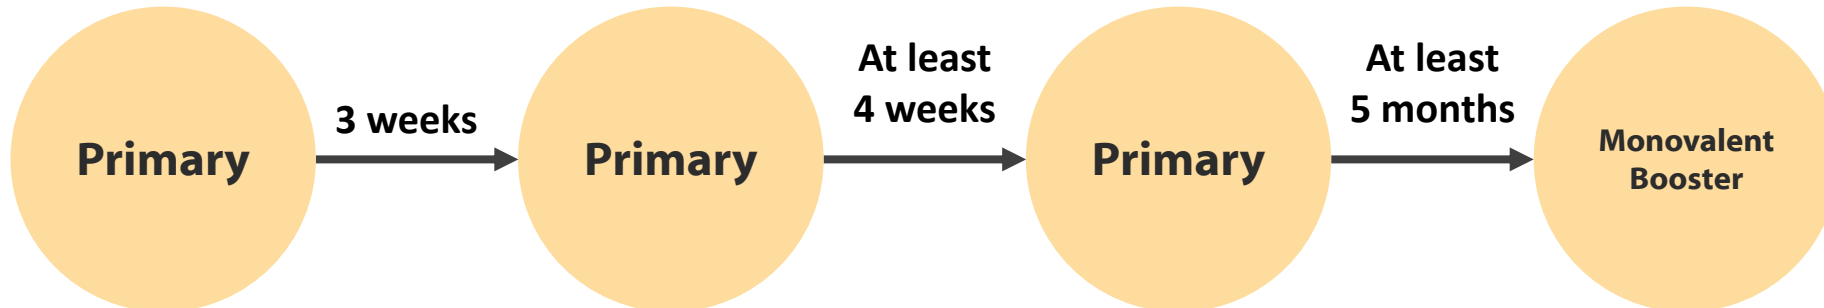 Primary
3 weeks
Primary
At least
4 weeks
Primary
At least
5 months
Monovalent
Booster